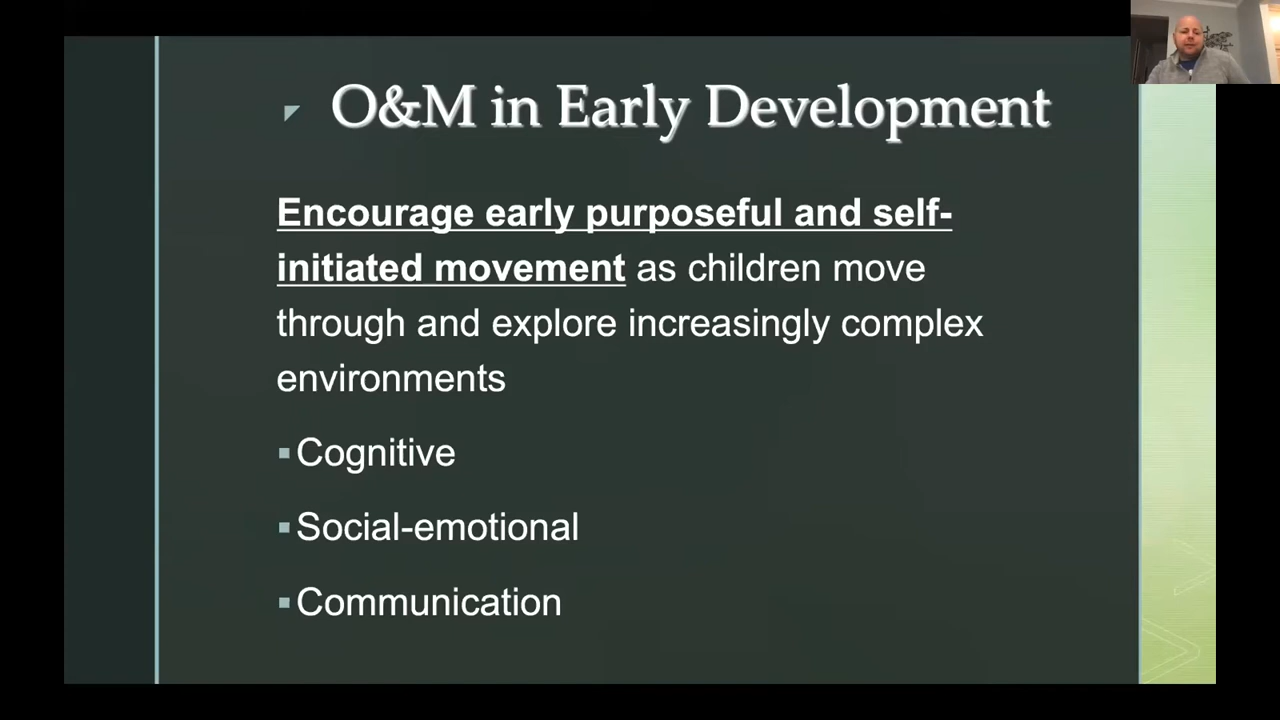 O&M in Early Development
Encourage early purposeful and self-
initiated movement as children move
through and explore increasingly complex
environments
▪Cognitive
▪Social-emotional
▪Communication